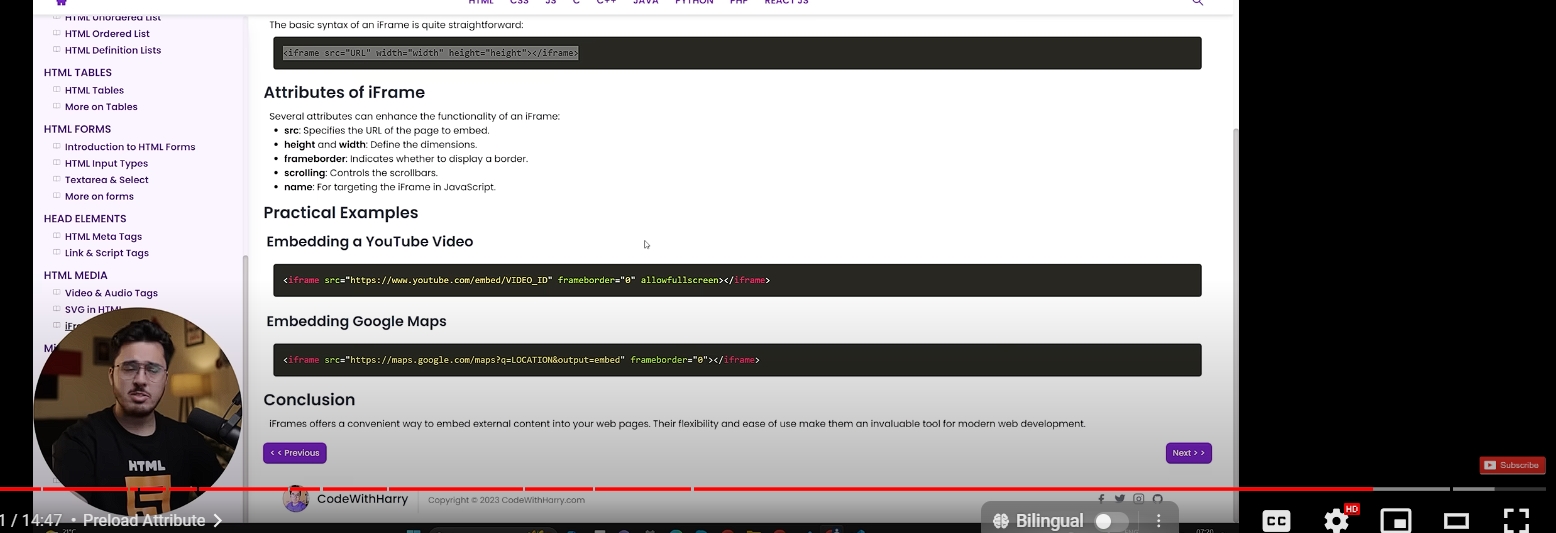 HTML CSS JS C C++ JAVA PYTHON PHP REACT JS
HTML Unordered List
HTML Ordered List
HTML Definition Lists
HTML TABLES
HTML Tables
More on Tables
HTML FORMS
Introduction to HTML Forms
HTML Input Types
Textarea & Select
More on forms
HEAD ELEMENTS
HTML Meta Tags
Link & Script Tags
HTML MEDIA
Video & Audio Tags
SVG in HTML
The basic syntax of an iFrame is quite straightforward:
<iframe src="URL" width="width" height="height"></iframe>
Attributes of iFrame
Several attributes can enhance the functionality of an iFrame:
• src: Specifies the URL of the page to embed.
• height and width: Define the dimensions.
• frameborder: Indicates whether to display a border.
• scrolling: Controls the scrollbars.
• name: For targeting the iFrame in JavaScript.
Practical Examples
Embedding a YouTube Video
<iframe src="https://www.youtube.com/embed/VIDEO_ID" frameborder="0" allowfullscreen></iframe>
Embedding Google Maps
<iframe src="https://maps.google.com/maps?q=LOCATION&output=embed" frameborder="0"></iframe>
Conclusion
iFrames offers a convenient way to embed external content into your web pages. Their flexibility and ease of use make them an invaluable tool for modern web development.
< < Previous
Next > >
HTML
Subscribe
CodeWithHarry
Copyright © 2023 CodeWithHarry.com
1 / 14:47 • Preload Attribute >
Bilingual
CC
HD
21°C
07:20